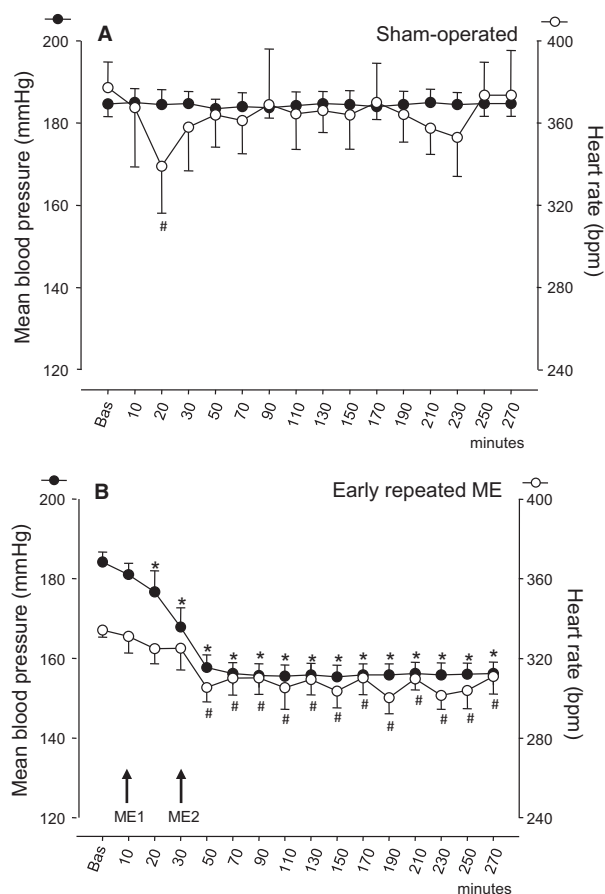 A
Sham-operated
Mean blood pressure (mmHg)
200
180
160
140
120
#
400
360
320
280
240
Heart rate
(bpm)
Bas 10 20 30 50 70 90 110 130 150 170 190 210 230 250 270
minutes
B
Early repeated ME
Mean blood pressure (mmHg)
200
180
160
140
120
* * * * * * * * * * * * * *
# # # # # # # # # # # #
ME1 ME2
400
360
320
280
240
Heart rate
(bpm)
Bas 10 20 30 50 70 90 110 130 150 170 190 210 230 250 270
minutes